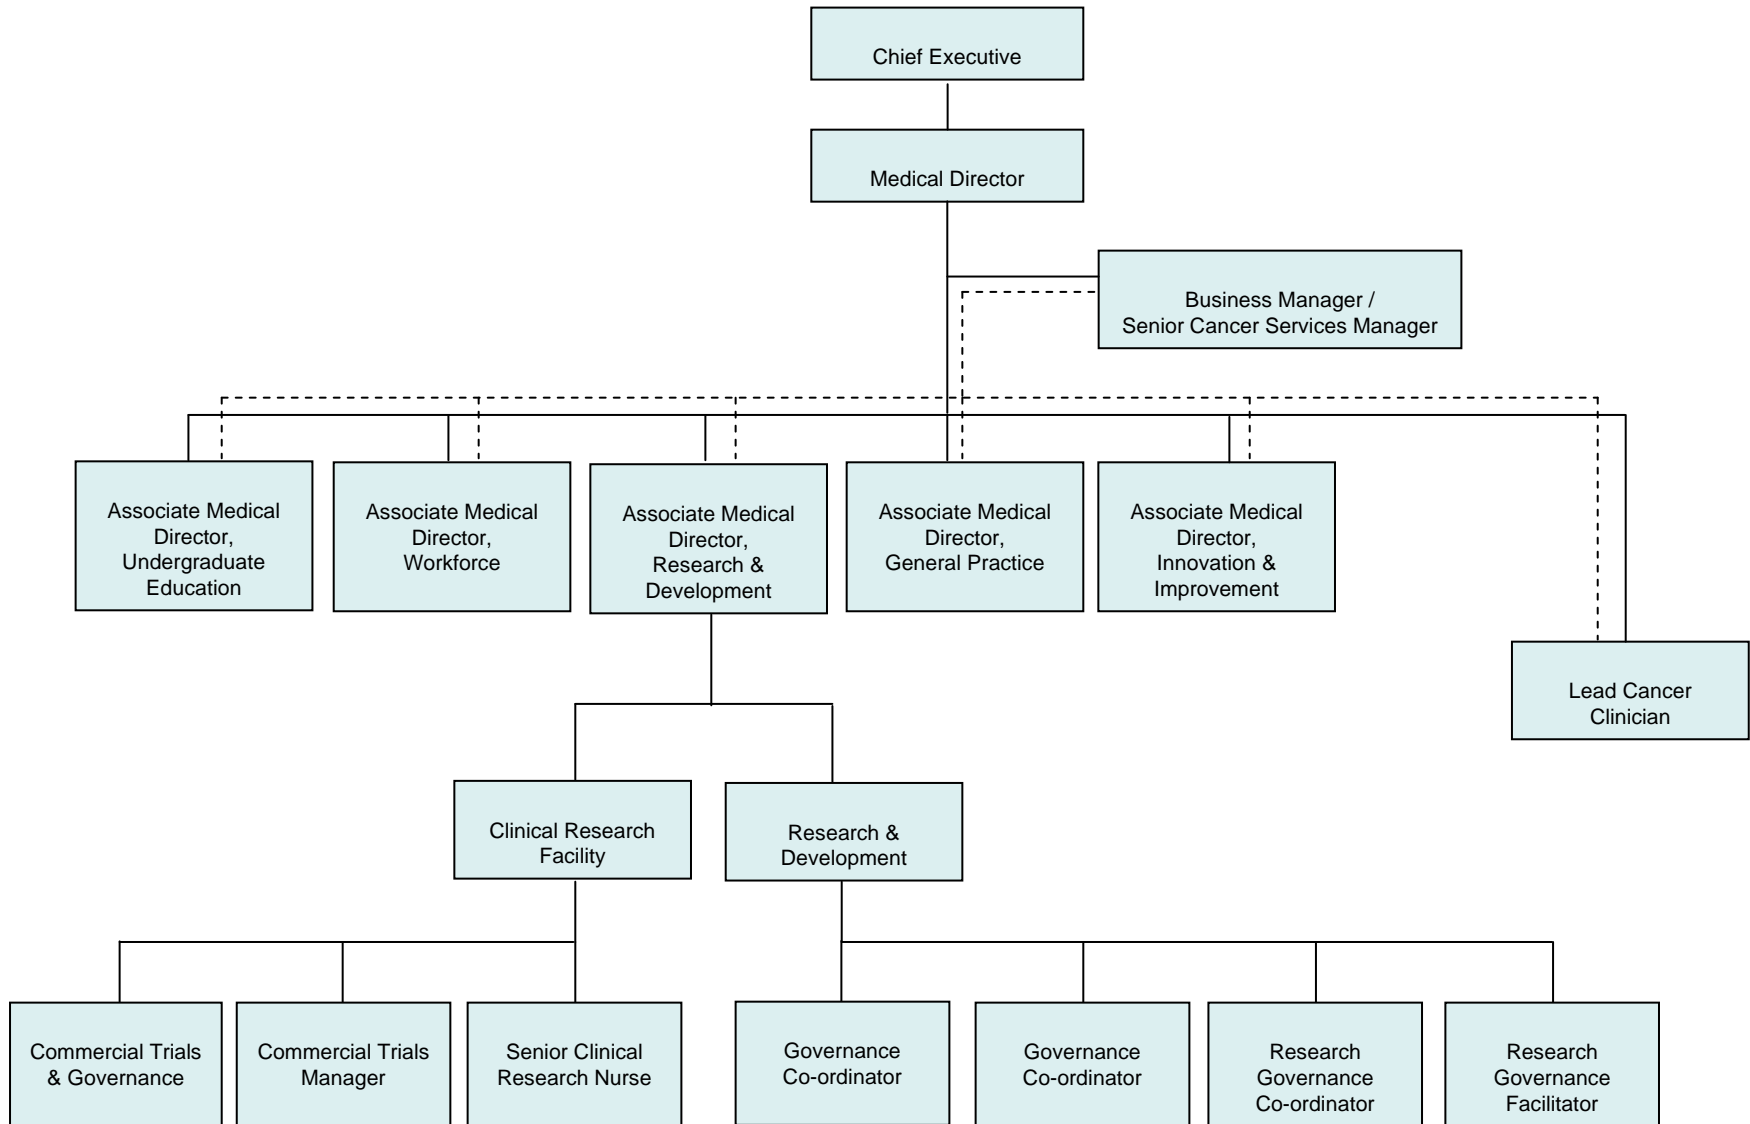 Chief Executive
Medical Director
Business Manager /
Senior Cancer Services Manager
Associate Medical
Director,
Undergraduate
Education
Associate Medical
Director,
Workforce
Associate Medical
Director,
Research &
Development
Associate Medical
Director,
General Practice
Associate Medical
Director,
Innovation &
Improvement
Lead Cancer
Clinician
Clinical Research
Facility
Research &
Development
Commercial Trials
& Governance
Commercial Trials
Manager
Senior Clinical
Research Nurse
Governance
Co-ordinator
Governance
Co-ordinator
Research
Governance
Co-ordinator
Research
Governance
Facilitator